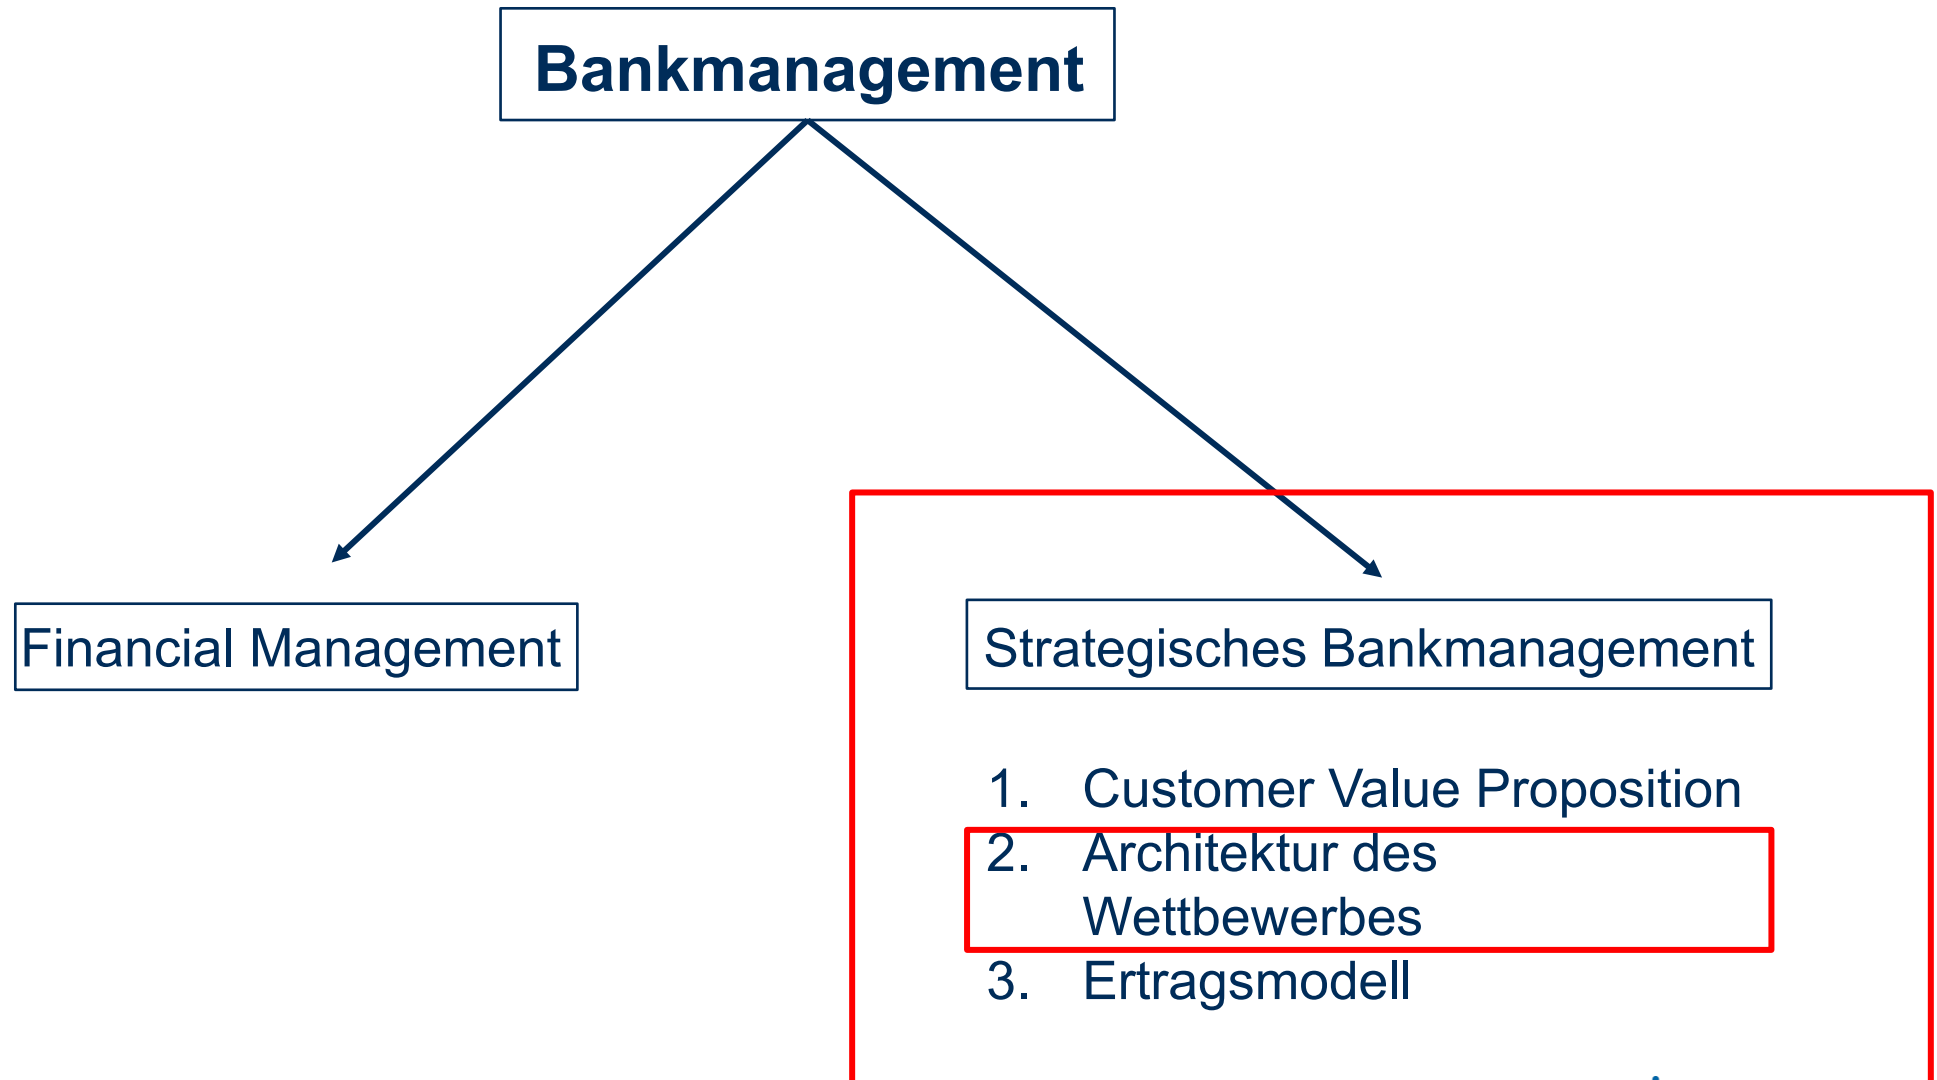 Bankmanagement
Financial Management
Strategisches Bankmanagement
1. Customer Value Proposition
2. Architektur des
Wettbewerbes
3. Ertragsmodell